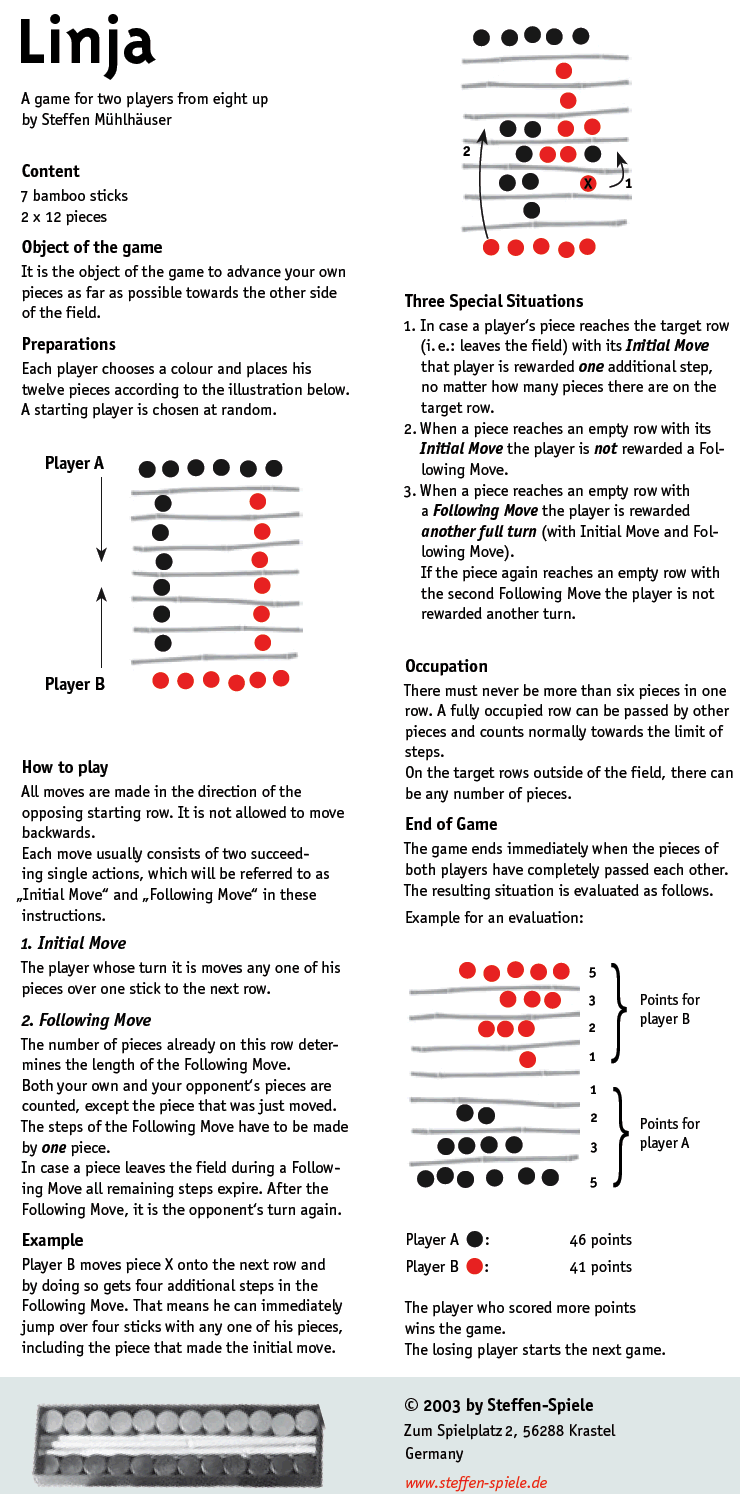 Linja
A game for two players from eight up
by Steffen Mühlhäuser
Content
7 bamboo sticks
2 x 12 pieces
Object of the game
It is the object of the game to advance your own
pieces as far as possible towards the other side
of the field.
Preparations
Each player chooses a colour and places his
twelve pieces according to the illustration below.
A starting player is chosen at random.
Player A
Player B
How to play
All moves are made in the direction of the
opposing starting row. It is not allowed to move
backwards.
Each move usually consists of two succeed-
ing single actions, which will be referred to as
„Initial Move“ and „Following Move“ in these
instructions.
1. Initial Move
The player whose turn it is moves any one of his
pieces over one stick to the next row.
2. Following Move
The number of pieces already on this row deter-
mines the length of the Following Move.
Both your own and your opponent‘s pieces are
counted, except the piece that was just moved.
The steps of the Following Move have to be made
by one piece.
In case a piece leaves the field during a Follow-
ing Move all remaining steps expire. After the
Following Move, it is the opponent‘s turn again.
Example
Player B moves piece X onto the next row and
by doing so gets four additional steps in the
Following Move. That means he can immediately
jump over four sticks with any one of his pieces,
including the piece that made the initial move.
2
X
1
Three Special Situations
1. In case a player‘s piece reaches the target row
(i. e.: leaves the field) with its Initial Move
that player is rewarded one additional step,
no matter how many pieces there are on the
target row.
2. When a piece reaches an empty row with its
Initial Move the player is not rewarded a Fol-
lowing Move.
3. When a piece reaches an empty row with
a Following Move the player is rewarded
another full turn (with Initial Move and Fol-
lowing Move).
If the piece again reaches an empty row with
the second Following Move the player is not
rewarded another turn.
Occupation
There must never be more than six pieces in one
row. A fully occupied row can be passed by other
pieces and counts normally towards the limit of
steps.
On the target rows outside of the field, there can
be any number of pieces.
End of Game
The game ends immediately when the pieces of
both players have completely passed each other.
The resulting situation is evaluated as follows.
Example for an evaluation:
5
3
2
1
Points for
player B
1
2
3
5
Points for
player A
Player A : 46 points
Player B : 41 points
The player who scored more points
wins the game.
The losing player starts the next game.
© 2003 by Steffen-Spiele
Zum Spielplatz 2, 56288 Krastel
Germany
www.steffen-spiele.de